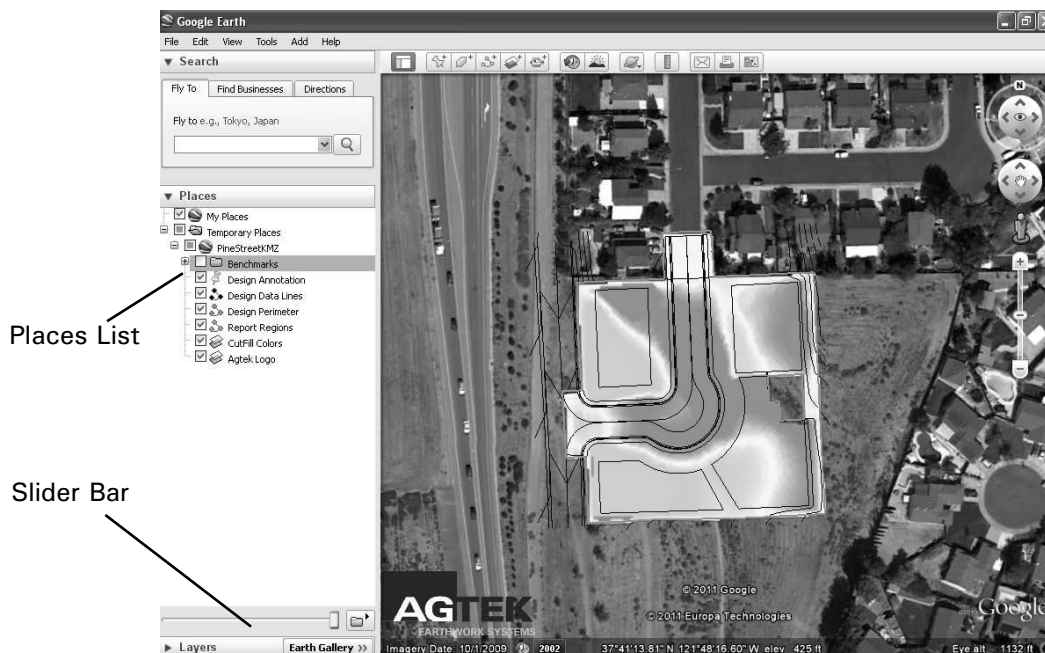 Google Earth
File Edit View Tools Add Help
Search
Fly To Find Businesses Directions
Fly to e.g., Tokyo, Japan
Places
My Places
Temporary Places
PineStreetKMZ
Benchmarks
Design Annotation
Design Data Lines
Design Perimeter
Report Regions
CutFill Colors
Agtek Logo
Places List
Slider Bar
Layers
Earth Gallery >>
N
AGTEK
EARTHWORK SYSTEMS
© 2011 Google
© 2011 Europa Technologies
Google
Imagery Date: 10/1/2009 2002 37°41'13.81" N 121°48'16.60" W elev 425 ft Eye alt 1132 ft